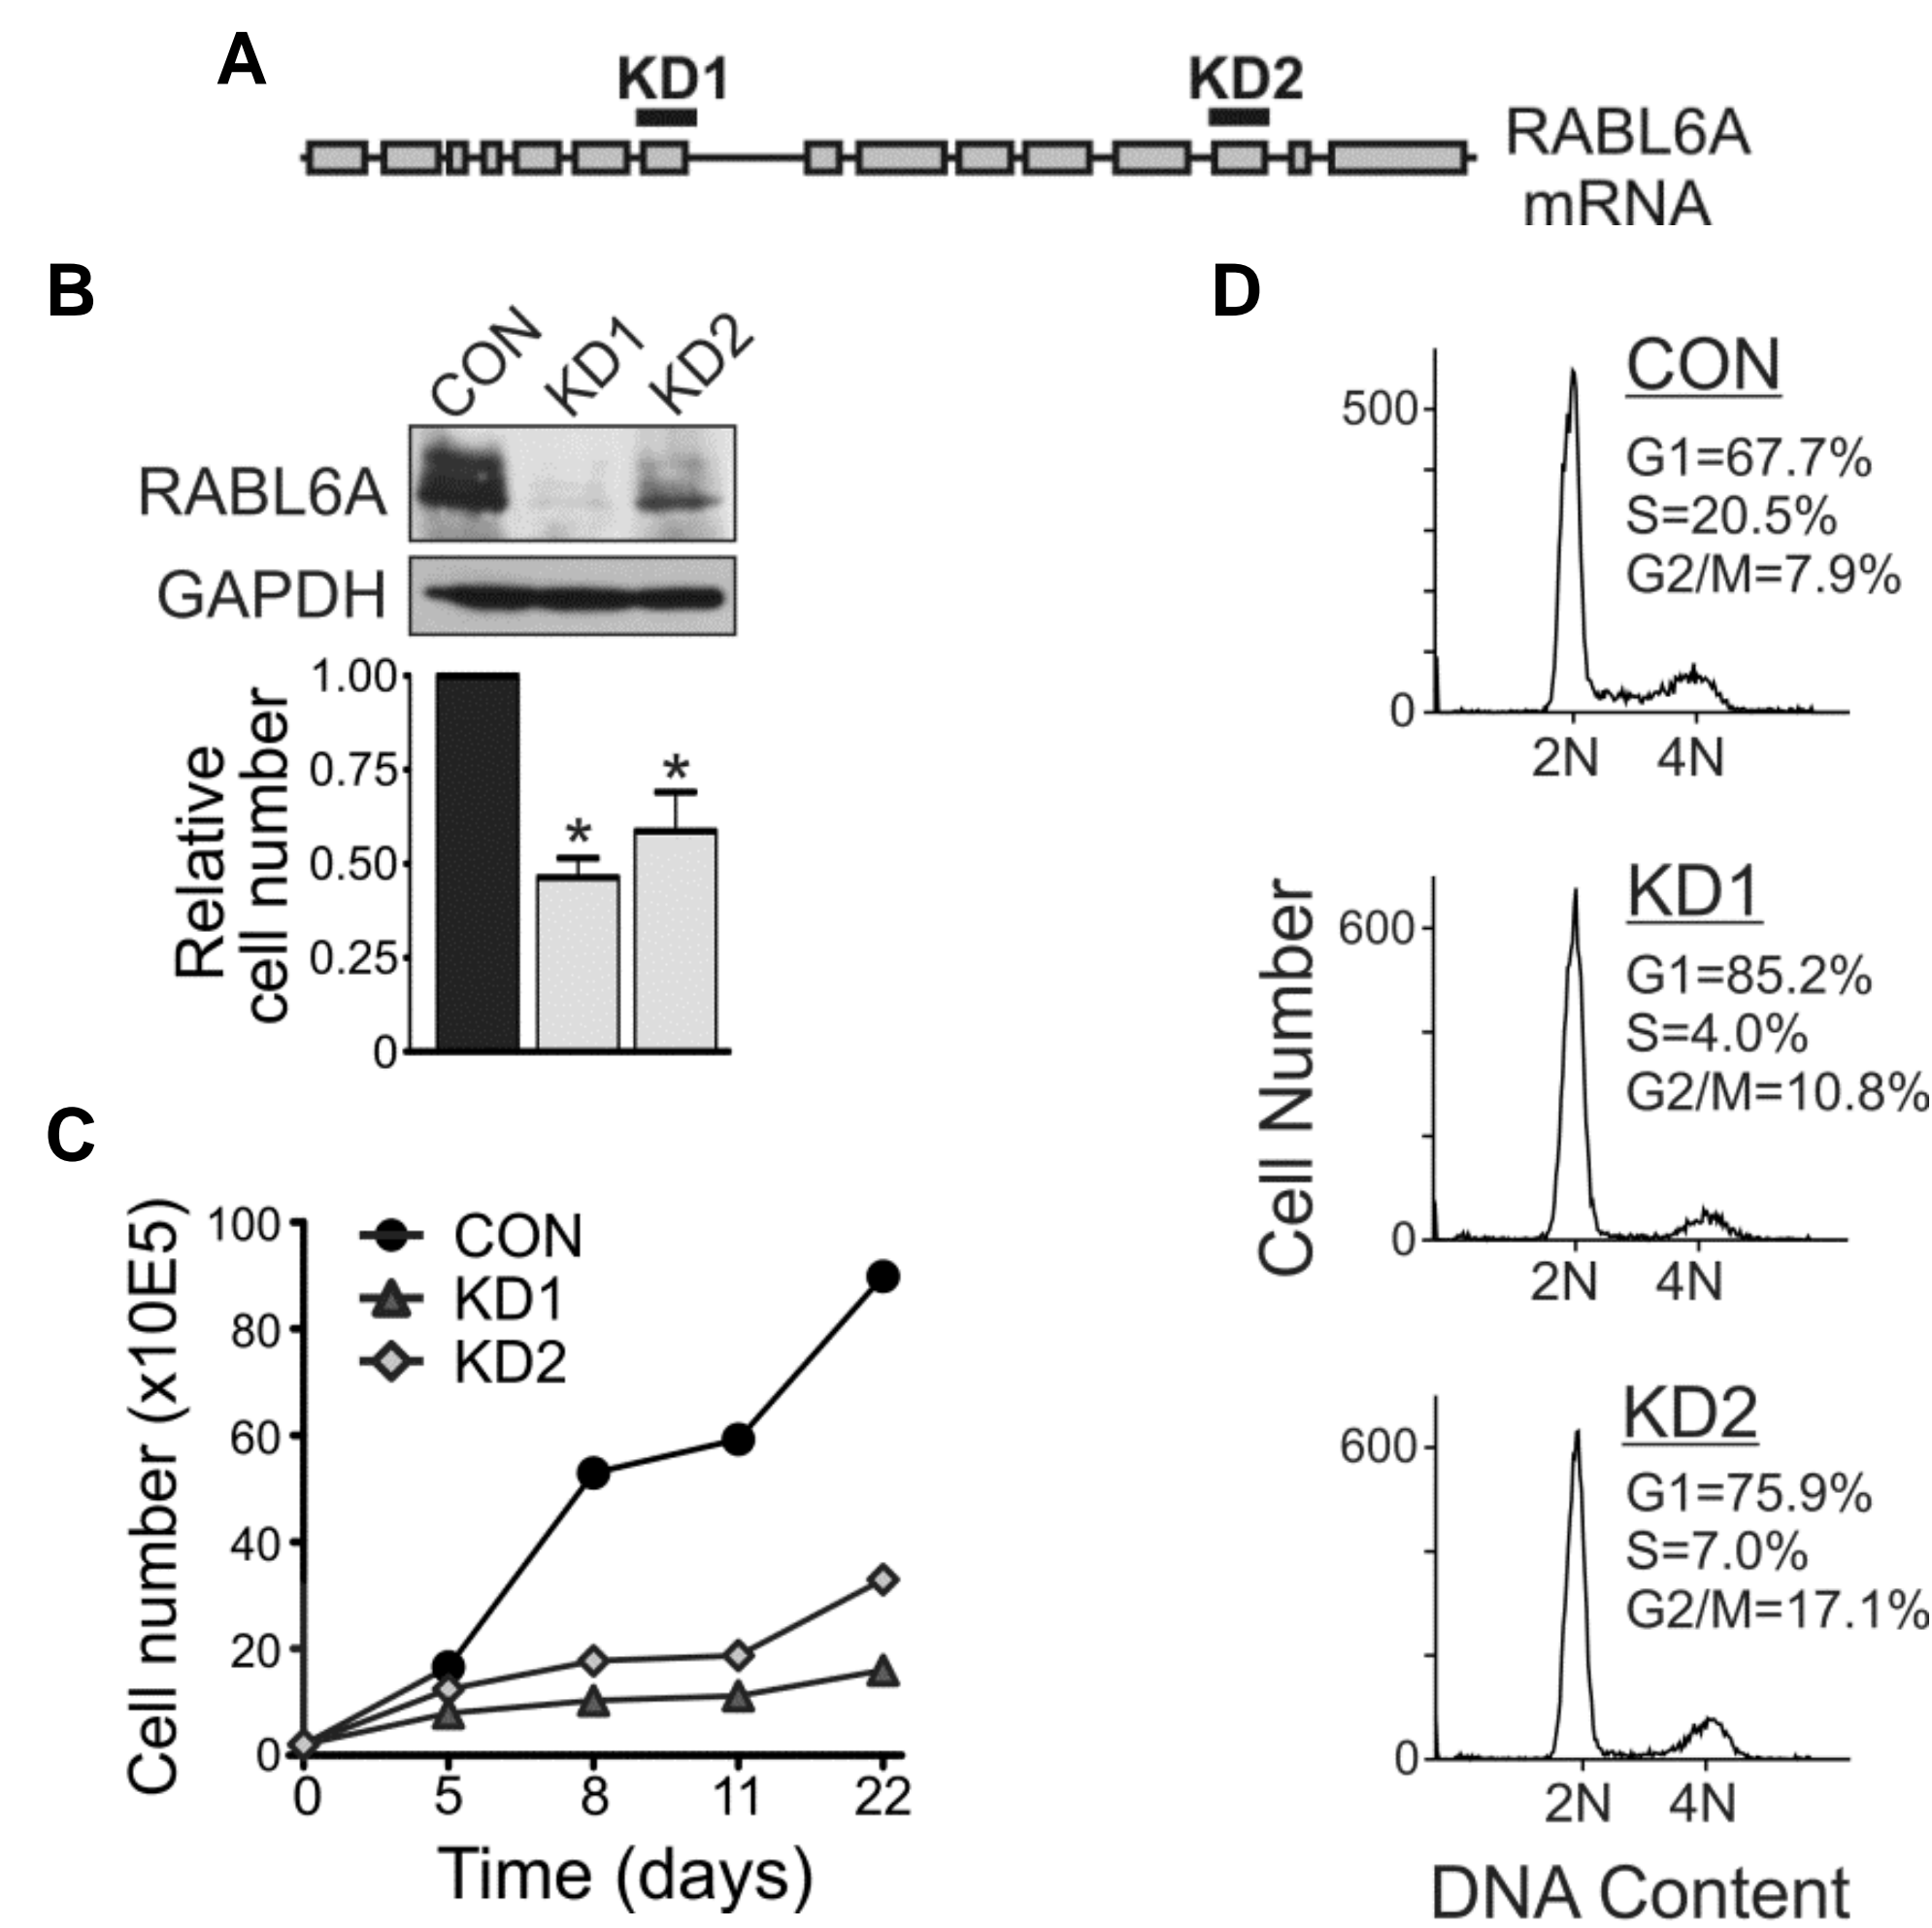 A
KD1
KD2
RABL6A
mRNA
B
CON
KD1
KD2
RABL6A
GAPDH
Relative
cell number
1.00
0.75
0.50
0.25
0
*
*
C
Cell number (x10E5)
100
80
60
40
20
0
CON
KD1
KD2
0 5 8 11 22
Time (days)
D
Cell Number
CON
500
0
G1=67.7%
S=20.5%
G2/M=7.9%
2N 4N
KD1
600
0
G1=85.2%
S=4.0%
G2/M=10.8%
2N 4N
KD2
600
0
G1=75.9%
S=7.0%
G2/M=17.1%
2N 4N
DNA Content